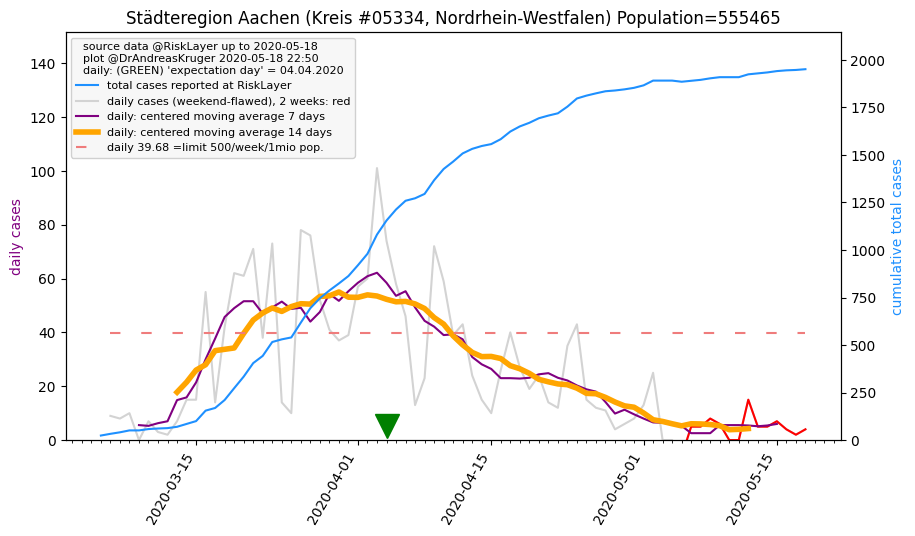 Städteregion Aachen (Kreis #05334, Nordrhein-Westfalen) Population=555465
source data @RiskLayer up to 2020-05-18
plot @DrAndreasKruger 2020-05-18 22:50
daily: (GREEN) 'expectation day' = 04.04.2020
total cases reported at RiskLayer
daily cases (weekend-flawed), 2 weeks: red
daily: centered moving average 7 days
daily: centered moving average 14 days
daily 39.68 =limit 500/week/1mio pop.
daily cases
140
120
100
80
60
40
20
0
cumulative total cases
2000
1750
1500
1250
1000
750
500
250
0
2020-03-15
2020-04-01
2020-04-15
2020-05-01
2020-05-15